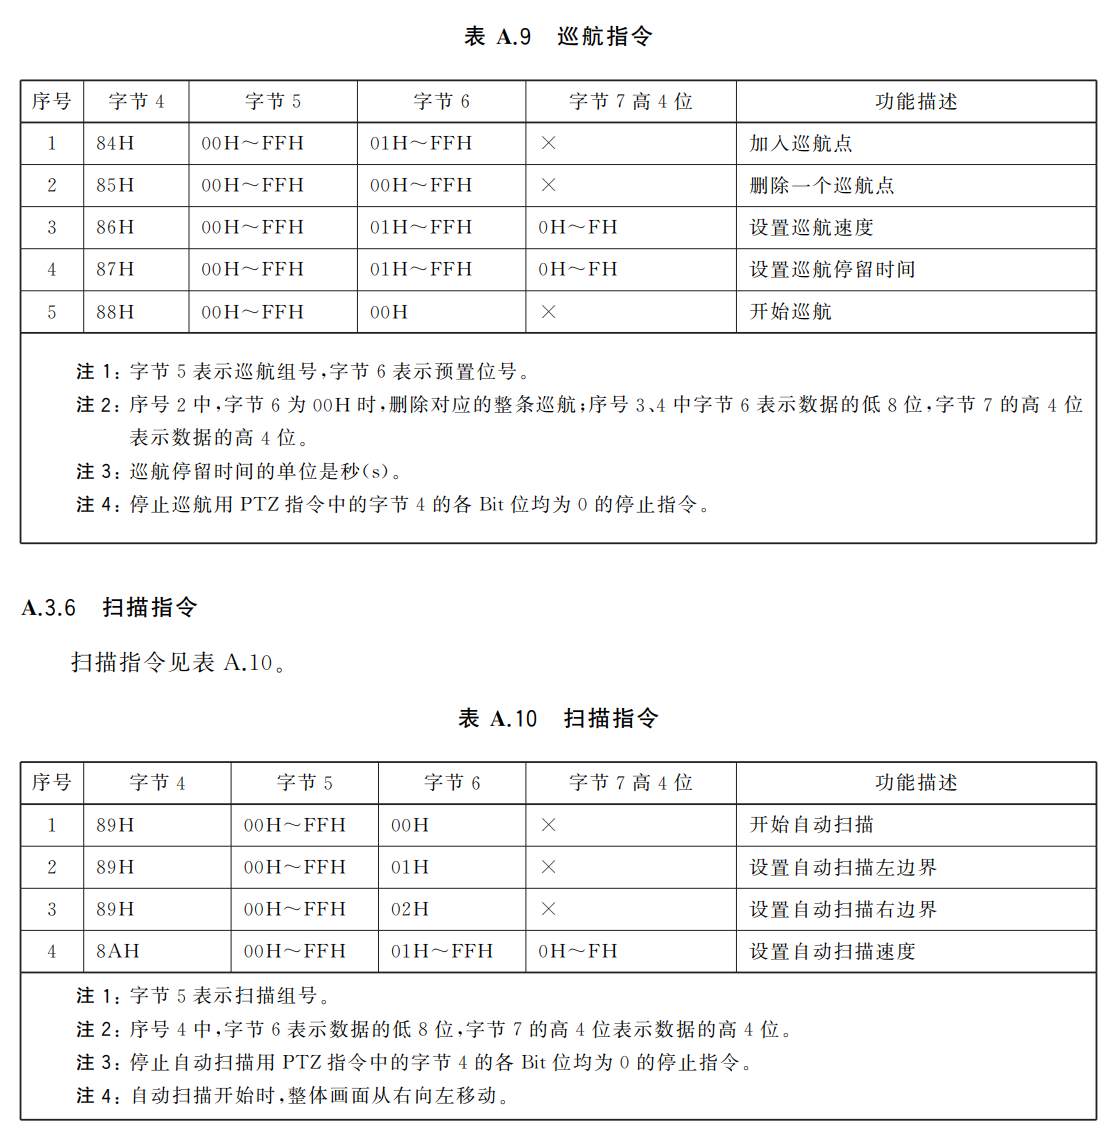 表 A.9 巡航指令
序号 字节 4 字节 5 字节 6 字节 7 高 4 位 功能描述
1 84H 00H～FFH 01H～FFH × 加入巡航点
2 85H 00H～FFH 00H～FFH × 删除一个巡航点
3 86H 00H～FFH 01H～FFH 0H～FH 设置巡航速度
4 87H 00H～FFH 01H～FFH 0H～FH 设置巡航停留时间
5 88H 00H～FFH 00H × 开始巡航
注 1：字节 5 表示巡航组号，字节 6 表示预置位号。
注 2：序号 2 中，字节 6 为 00H 时，删除对应的整条巡航；序号 3、4 中字节 6 表示数据的低 8 位，字节 7 的高 4 位
表示数据的高 4 位。
注 3：巡航停留时间的单位是秒(s)。
注 4：停止巡航用 PTZ 指令中的字节 4 的各 Bit 位均为 0 的停止指令。
A.3.6 扫描指令
扫描指令见表 A.10。
表 A.10 扫描指令
序号 字节 4 字节 5 字节 6 字节 7 高 4 位 功能描述
1 89H 00H～FFH 00H × 开始自动扫描
2 89H 00H～FFH 01H × 设置自动扫描左边界
3 89H 00H～FFH 02H × 设置自动扫描右边界
4 8AH 00H～FFH 01H～FFH 0H～FH 设置自动扫描速度
注 1：字节 5 表示扫描组号。
注 2：序号 4 中，字节 6 表示数据的低 8 位，字节 7 的高 4 位表示数据的高 4 位。
注 3：停止自动扫描用 PTZ 指令中的字节 4 的各 Bit 位均为 0 的停止指令。
注 4：自动扫描开始时，整体画面从右向左移动。